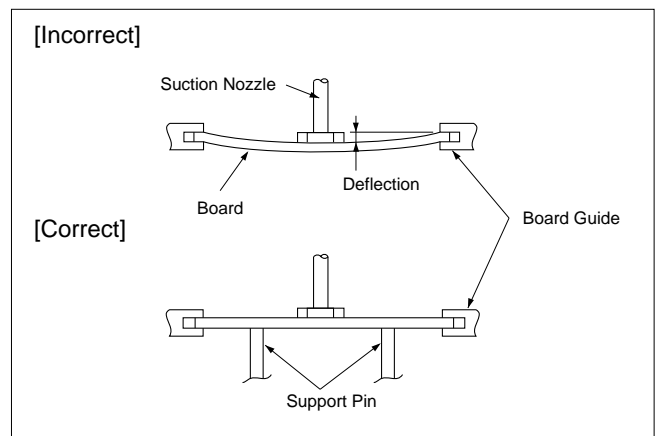 [Incorrect]
Suction Nozzle
Deflection
Board
Board Guide
[Correct]
Support Pin